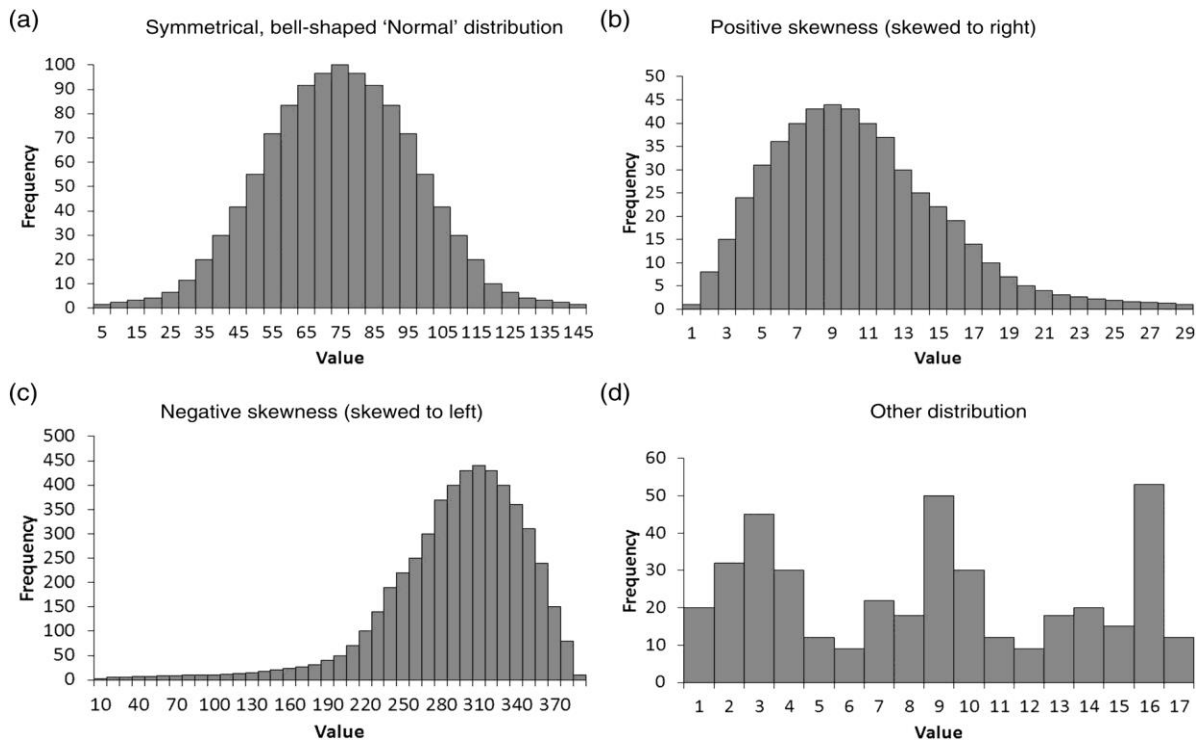 (a) Symmetrical, bell-shaped ‘Normal’ distribution
100
90
80
70
60
50
40
30
20
10
0
Frequency
5 15 25 35 45 55 65 75 85 95 105 115 125 135 145
Value
(b) Positive skewness (skewed to right)
50
45
40
35
30
25
20
15
10
5
0
Frequency
1 3 5 7 9 11 13 15 17 19 21 23 25 27 29
Value
(c) Negative skewness (skewed to left)
500
450
400
350
300
250
200
150
100
50
0
Frequency
10 40 70 100 130 160 190 220 250 280 310 340 370
Value
(d) Other distribution
60
50
40
30
20
10
0
Frequency
1 2 3 4 5 6 7 8 9 10 11 12 13 14 15 16 17
Value